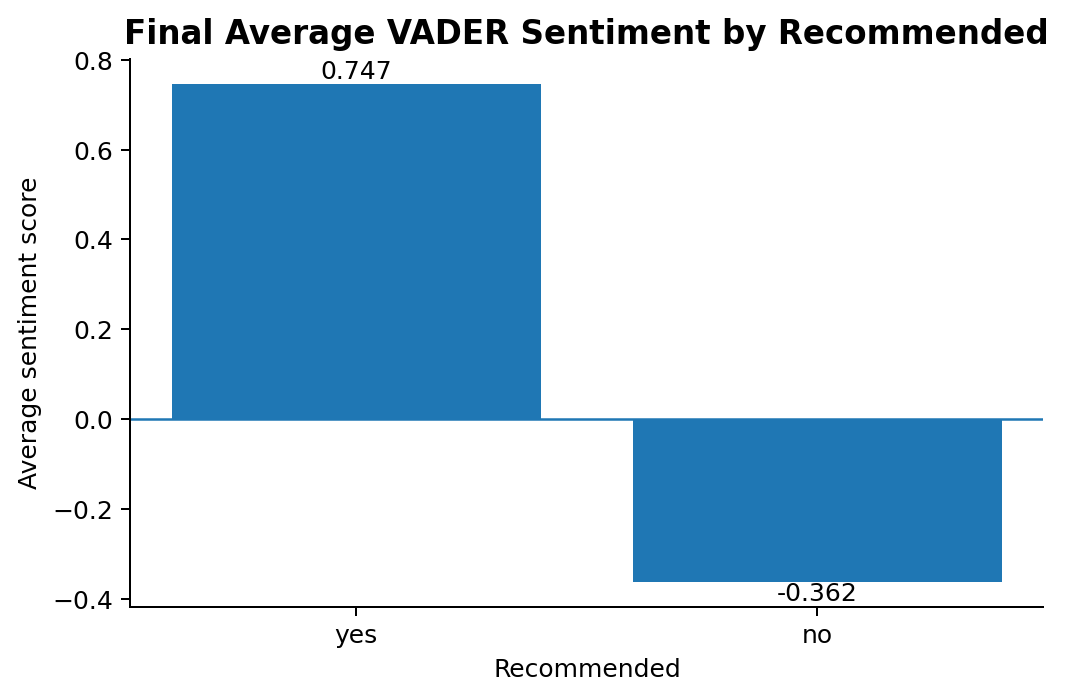 Final Average VADER Sentiment by Recommended
0.8
0.747
0.6
0.4
0.2
0.0
−0.2
-0.362
−0.4
Average sentiment score
yes
no
Recommended